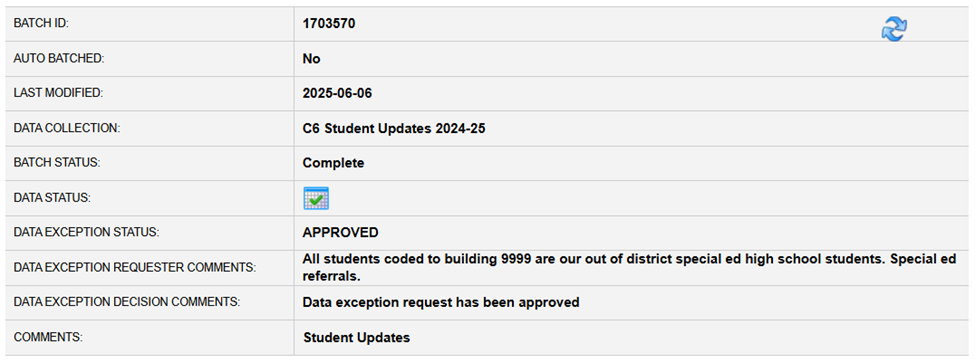 BATCH ID: 1703570
AUTO BATCHED: No
LAST MODIFIED: 2025-06-06
DATA COLLECTION: C6 Student Updates 2024-25
BATCH STATUS: Complete
DATA STATUS:
DATA EXCEPTION STATUS: APPROVED
DATA EXCEPTION REQUESTER COMMENTS: All students coded to building 9999 are our out of district special ed high school students. Special ed
referrals.
DATA EXCEPTION DECISION COMMENTS: Data exception request has been approved
COMMENTS: Student Updates